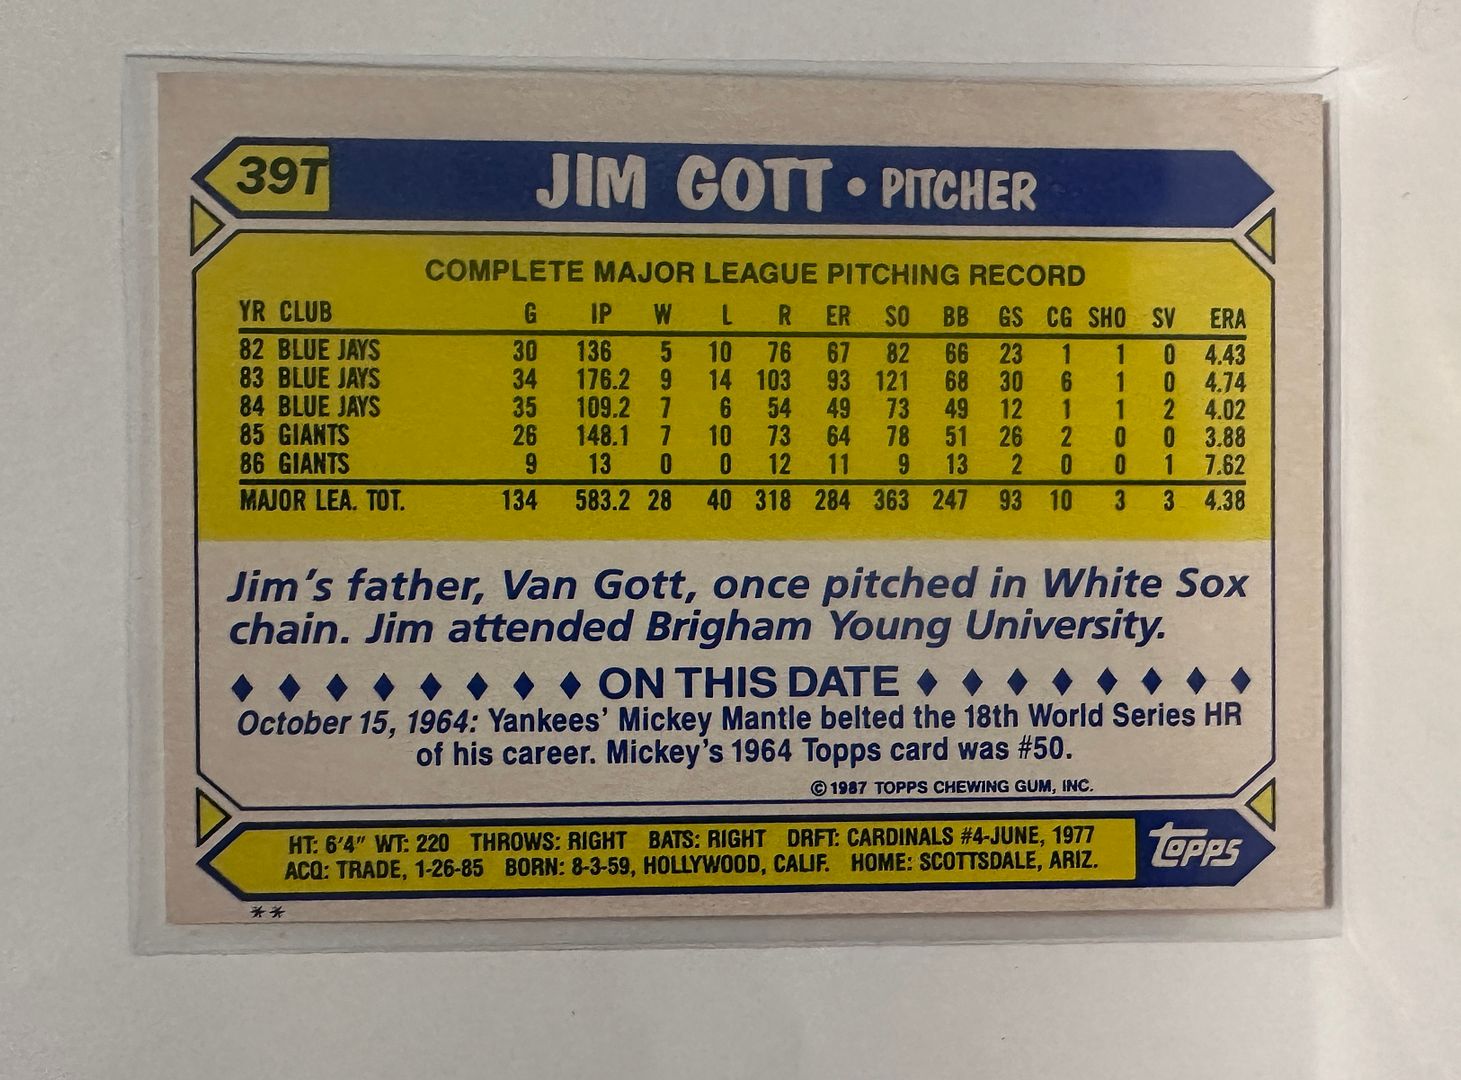 39T JIM GOTT • PITCHER
COMPLETE MAJOR LEAGUE PITCHING RECORD
YR CLUB G IP W L R ER SO BB GS CG SHO SV ERA
82 BLUE JAYS 30 136 5 10 76 67 82 66 23 1 1 0 4.43
83 BLUE JAYS 34 176.2 9 14 103 93 121 68 30 6 1 0 4.74
84 BLUE JAYS 35 109.2 7 6 54 49 73 49 12 1 1 2 4.02
85 GIANTS 26 148.1 7 10 73 64 78 51 26 2 0 0 3.88
86 GIANTS 9 13 0 0 12 11 9 13 2 0 0 1 7.62
MAJOR LEA. TOT. 134 583.2 28 40 318 284 363 247 93 10 3 3 4.38
Jim's father, Van Gott, once pitched in White Sox
chain. Jim attended Brigham Young University.
ON THIS DATE
October 15, 1964: Yankees' Mickey Mantle belted the 18th World Series HR
of his career. Mickey's 1964 Topps card was #50.
© 1987 TOPPS CHEWING GUM, INC.
HT: 6'4" WT: 220 THROWS: RIGHT BATS: RIGHT DRFT: CARDINALS #4-JUNE, 1977
ACQ: TRADE, 1-26-85 BORN: 8-3-59, HOLLYWOOD, CALIF. HOME: SCOTTSDALE, ARIZ.
topps
**